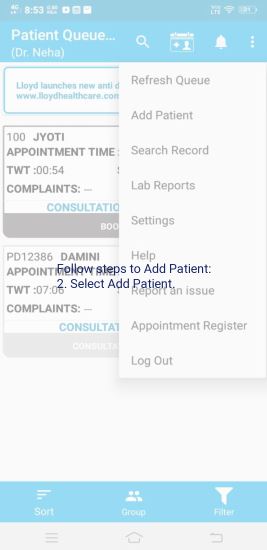 8:53
Patient Queue...
(Dr. Neha)
Lloyd launches new anti d
www.lloydhealthcare.com
Refresh Queue
Add Patient
Search Record
Lab Reports
Settings
Help
Report an issue
Appointment Register
Log Out
100 JYOTI
APPOINTMENT TIME :
TWT :00:54
COMPLAINTS: ---
CONSULTATIO
BOO
PD12386 DAMINI
APPOINTMENT TIME
TWT :07:06
COMPLAINTS: ---
CONSULTAT
CONSULTA
Follow steps to Add Patient:
2. Select Add Patient.
Sort
Group
Filter